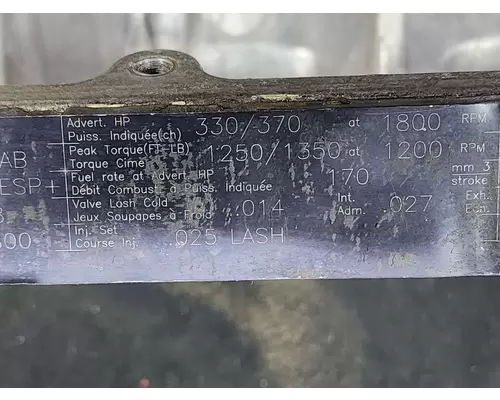 Advert. HP 330/370 at 1800 RPM
Puiss. Indiquée(ch)
AB Peak Torque(FT-LB) 1250/1350 at 1200 RPM
Torque Cime
ESP+ Fuel rate at Advert. HP 170 mm 3
Débit Combust. à Puiss. Indiquée stroke
Valve Lash Cold .014 Int. .027 Exh.
Jeux Soupapes à Froid Adm.
00 Inj. Set .025 LASH
Course Inj.